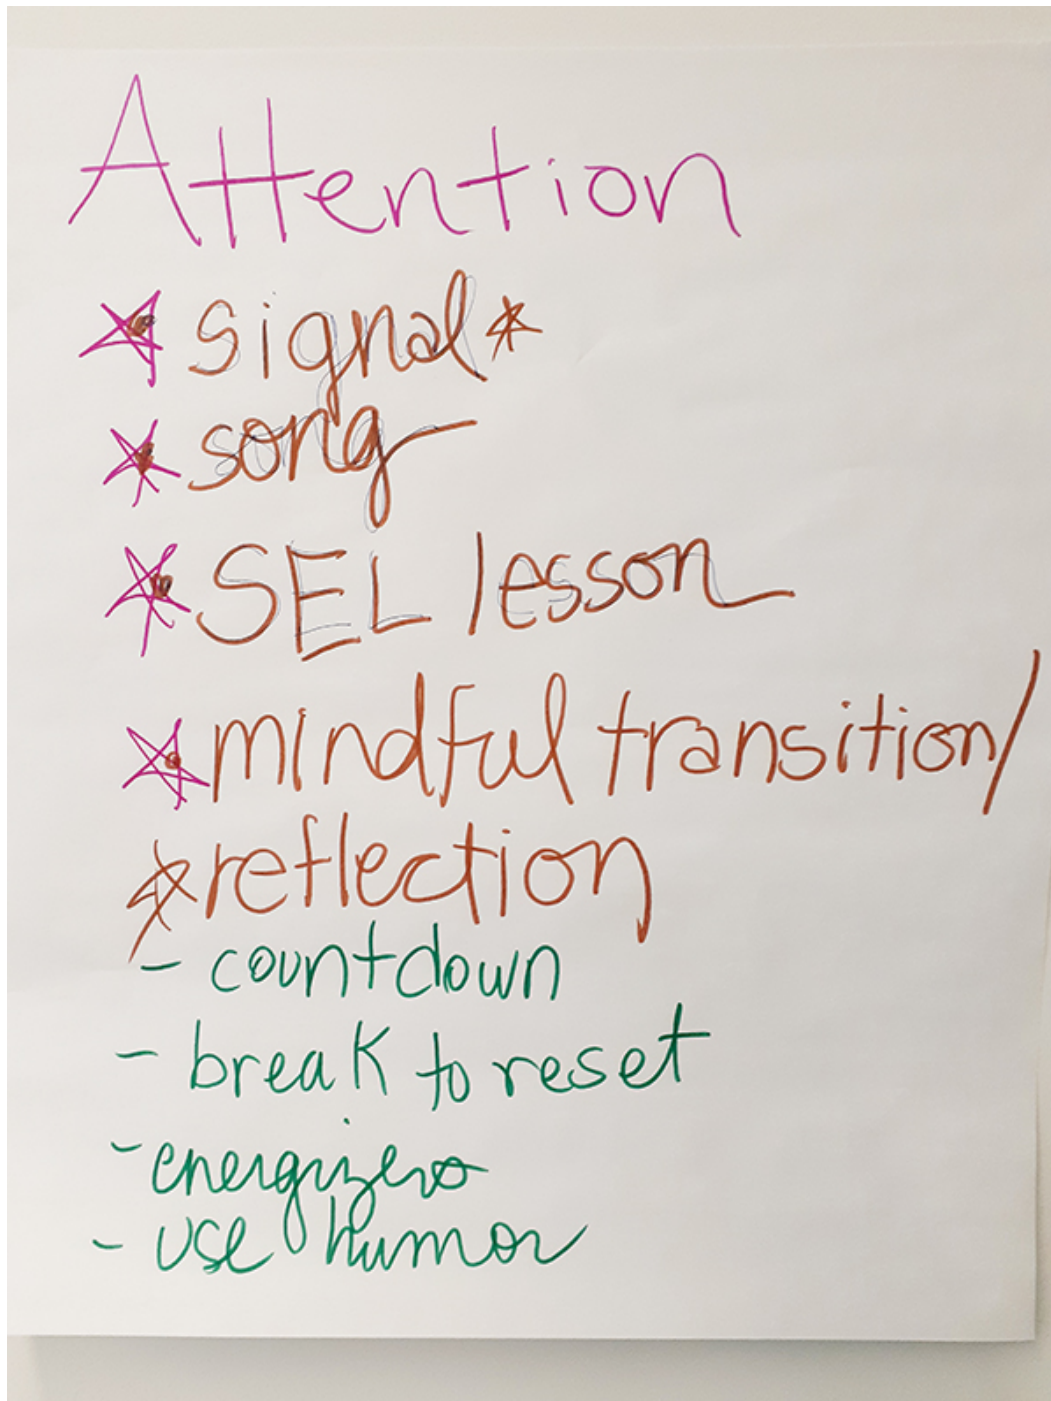 Attention
* signal *
* song
* SEL lesson
* mindful transition/
* reflection
- countdown
- break to reset
- energizers
- use humor